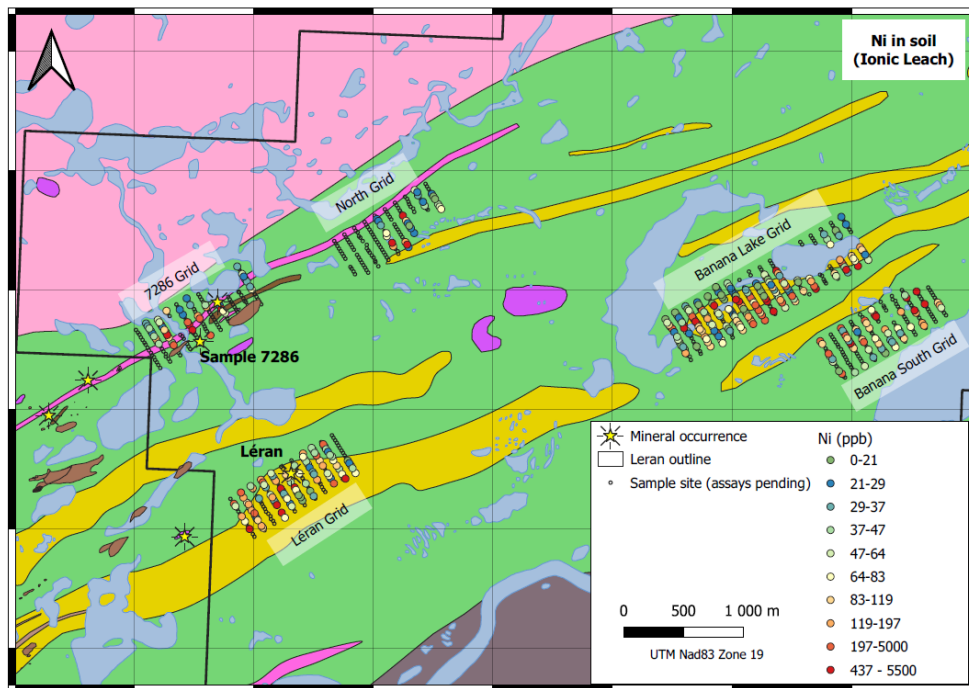 Ni in soil
(Ionic Leach)
North Grid
7286 Grid
Banana Lake Grid
Sample 7286
Banana South Grid
Léran
Léran Grid
Mineral occurrence
Leran outline
Sample site (assays pending)
Ni (ppb)
0-21
21-29
29-37
37-47
47-64
64-83
83-119
119-197
197-5000
437 - 5500
0 500 1 000 m
UTM Nad83 Zone 19